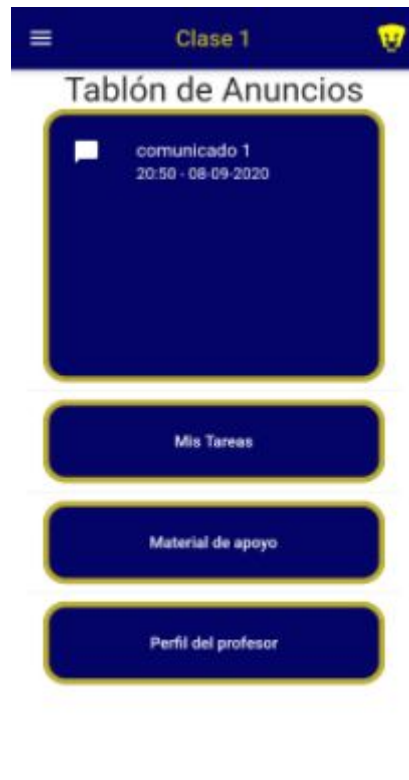 Clase 1
Tablón de Anuncios
comunicado 1
20:50 - 08-09-2020
Mis Tareas
Material de apoyo
Perfil del profesor